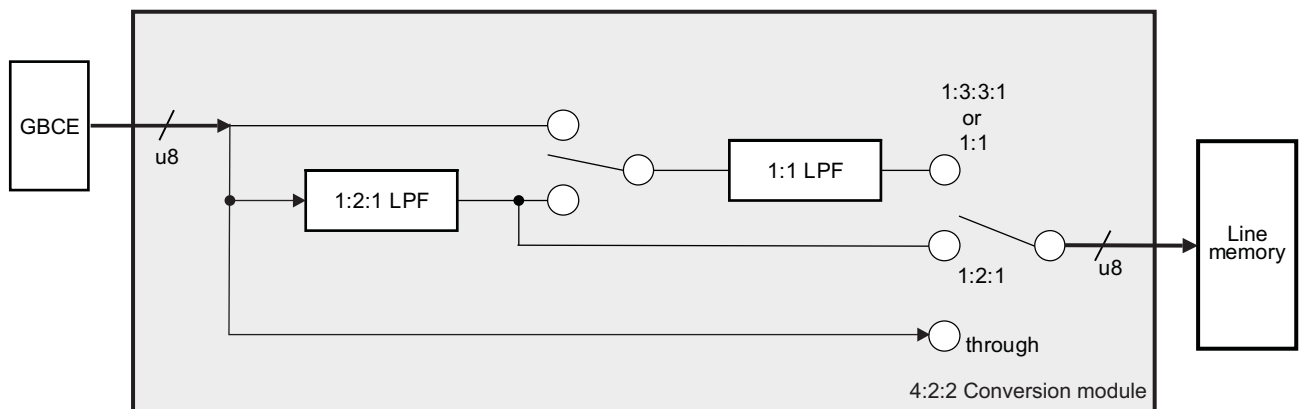 GBCE
u8
1:2:1 LPF
1:1 LPF
1:3:3:1
or
1:1
1:2:1
u8
through
Line
memory
4:2:2 Conversion module